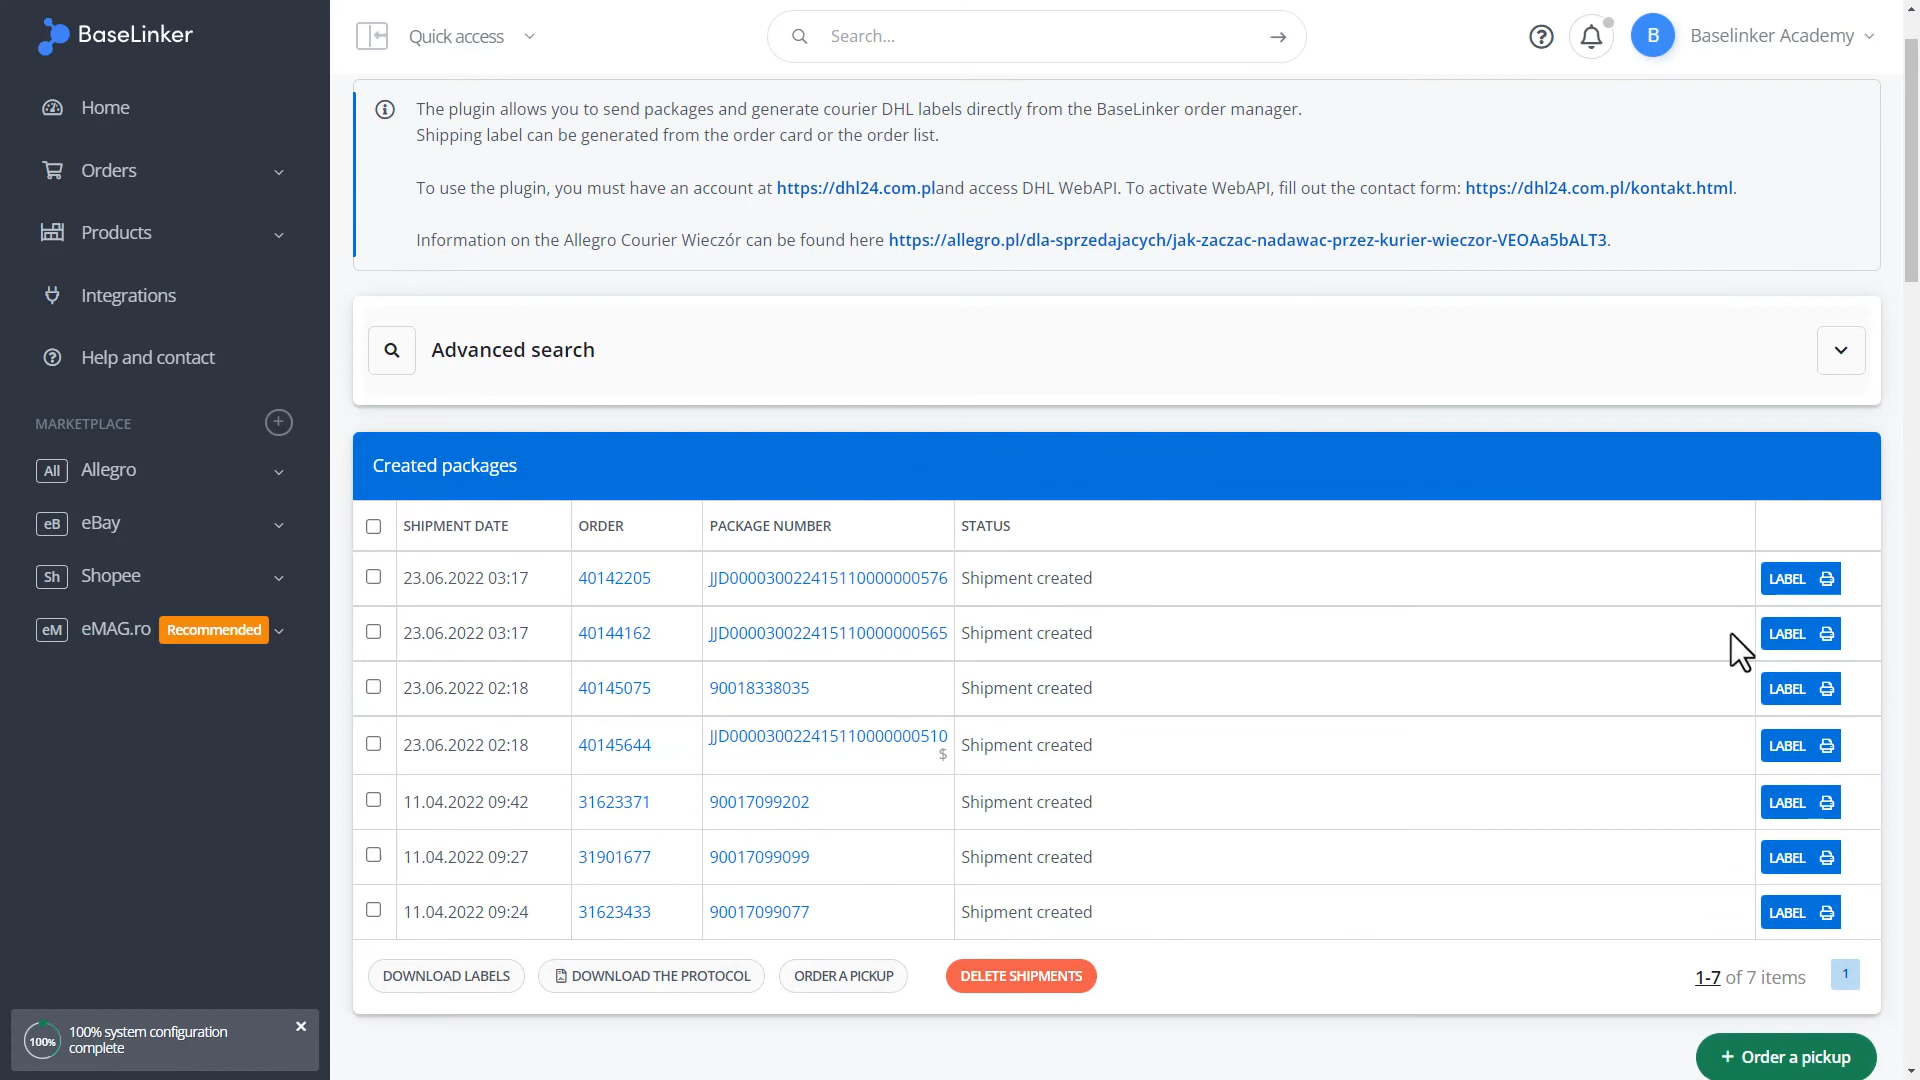 BaseLinker
Quick access
Search...
B
Baselinker Academy
Home
Orders
Products
Integrations
Help and contact
MARKETPLACE
All Allegro
eB eBay
Sh Shopee
eM eMAG.ro Recommended
100%
100% system configuration
complete
The plugin allows you to send packages and generate courier DHL labels directly from the BaseLinker order manager.
Shipping label can be generated from the order card or the order list.
To use the plugin, you must have an account at https://dhl24.com.pland access DHL WebAPI. To activate WebAPI, fill out the contact form: https://dhl24.com.pl/kontakt.html.
Information on the Allegro Courier Wieczór can be found here https://allegro.pl/dla-sprzedajacych/jak-zaczac-nadawac-przez-kurier-wieczor-VEOAa5bALT3.
Advanced search
Created packages
SHIPMENT DATE ORDER PACKAGE NUMBER STATUS
23.06.2022 03:17 40142205 JJD000030022415110000000576 Shipment created LABEL
23.06.2022 03:17 40144162 JJD000030022415110000000565 Shipment created LABEL
23.06.2022 02:18 40145075 90018338035 Shipment created LABEL
23.06.2022 02:18 40145644 JJD000030022415110000000510 $ Shipment created LABEL
11.04.2022 09:42 31623371 90017099202 Shipment created LABEL
11.04.2022 09:27 31901677 90017099099 Shipment created LABEL
11.04.2022 09:24 31623433 90017099077 Shipment created LABEL
DOWNLOAD LABELS DOWNLOAD THE PROTOCOL ORDER A PICKUP DELETE SHIPMENTS 1-7 of 7 items 1
+ Order a pickup